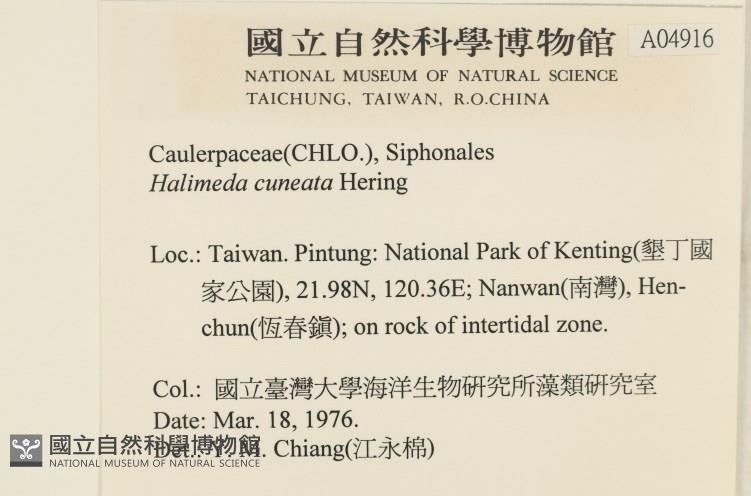 國立自然科學博物館 A04916
NATIONAL MUSEUM OF NATURAL SCIENCE
TAICHUNG, TAIWAN, R.O.CHINA
Caulerpaceae(CHLO.), Siphonales
Halimeda cuneata Hering
Loc.: Taiwan. Pintung: National Park of Kenting(墾丁國
家公園), 21.98N, 120.36E; Nanwan(南灣), Hen-
chun(恆春鎮); on rock of intertidal zone.
Col.: 國立臺灣大學海洋生物研究所藻類研究室
Date: Mar. 18, 1976.
Det.: Y. M. Chiang(江永棉)
國立自然科學博物館
NATIONAL MUSEUM OF NATURAL SCIENCE